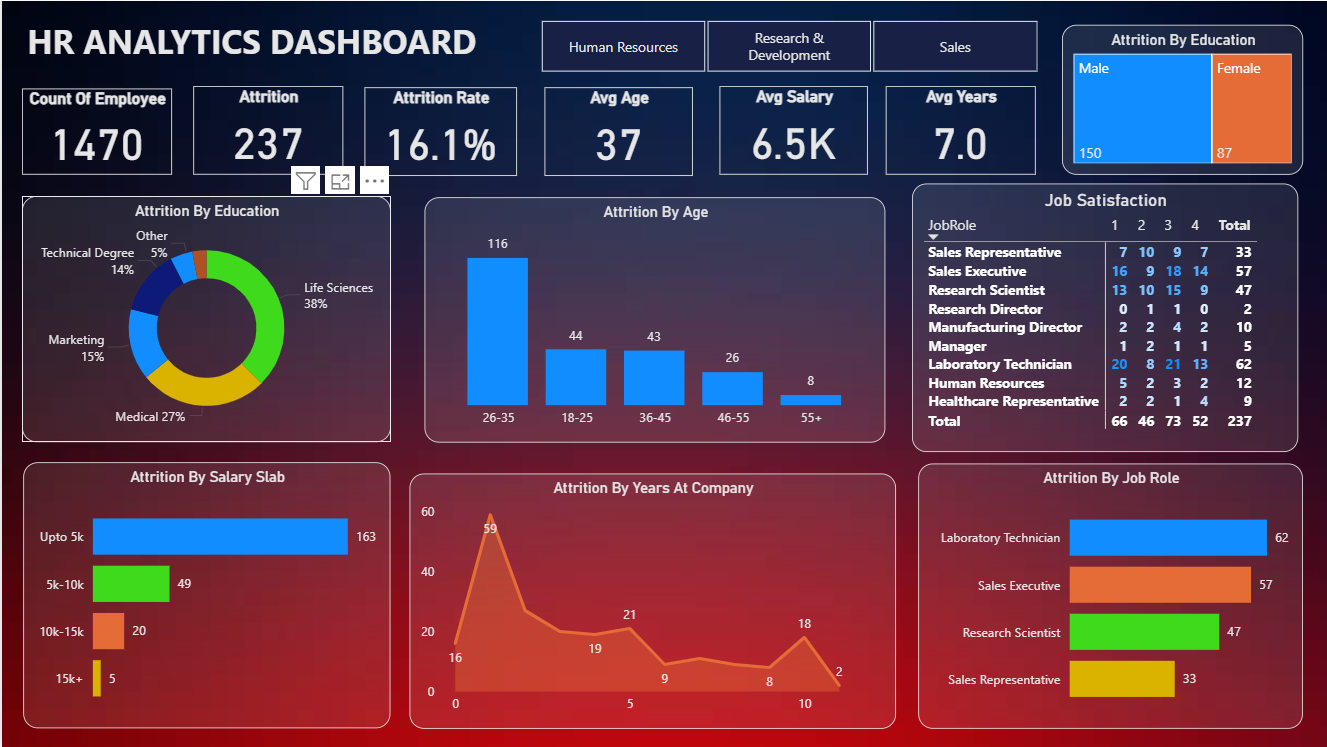 HR ANALYTICS DASHBOARD
Human Resources
Research &
Development
Sales
Attrition By Education
Male
Female
150
87
Count Of Employee
1470
Attrition
237
Attrition Rate
16.1%
Avg Age
37
Avg Salary
6.5K
Avg Years
7.0
Attrition By Education
Other
5%
Technical Degree
14%
Life Sciences
38%
Marketing
15%
Medical 27%
Attrition By Age
116
44
43
26
8
26-35 18-25 36-45 46-55 55+
Job Satisfaction
JobRole 1 2 3 4 Total
Sales Representative 7 10 9 7 33
Sales Executive 16 9 18 14 57
Research Scientist 13 10 15 9 47
Research Director 0 1 1 0 2
Manufacturing Director 2 2 4 2 10
Manager 1 2 1 1 5
Laboratory Technician 20 8 21 13 62
Human Resources 5 2 3 2 12
Healthcare Representative 2 2 1 4 9
Total 66 46 73 52 237
Attrition By Salary Slab
Upto 5k 163
5k-10k 49
10k-15k 20
15k+ 5
Attrition By Years At Company
60
59
40
21
20
18
19
16
9
8
2
0
0 5 10
Attrition By Job Role
Laboratory Technician 62
Sales Executive 57
Research Scientist 47
Sales Representative 33